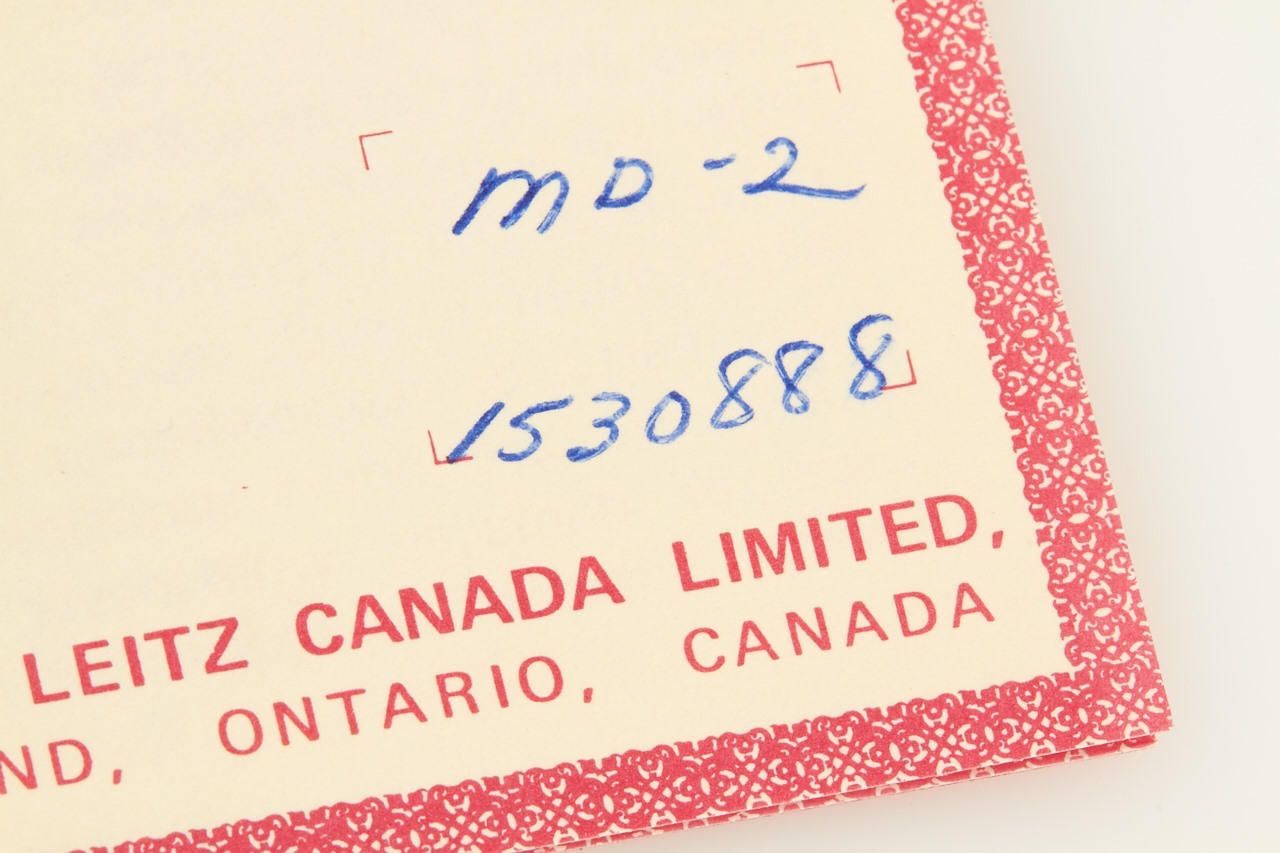 MD-2
1530888
LEITZ CANADA LIMITED,
ND, ONTARIO, CANADA